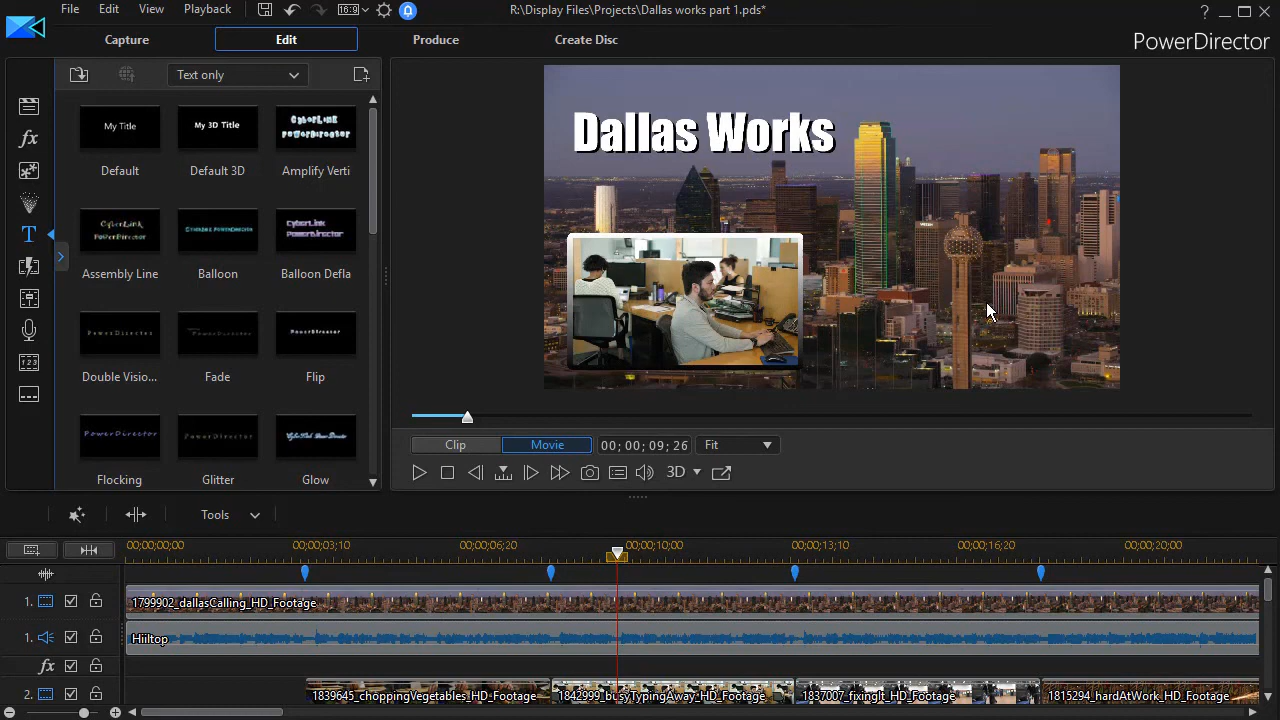 File Edit View Playback 16:9 R:\Display Files\Projects\Dallas works part 1.pds* ?
Capture Edit Produce Create Disc PowerDirector
Text only
My Title My 3D Title CyberLink PowerDirector
Default Default 3D Amplify Verti
CyberLink PowerDirector CyberLink PowerDirector CyberLink PowerDirector
Assembly Line Balloon Balloon Defla
PowerDirector PowerDirector PowerDirector
Double Visio... Fade Flip
PowerDirector PowerDirector
Flocking Glitter Glow
fx
T
Dallas Works
Clip Movie 00; 00; 09; 26 Fit
3D
Tools
00;00;00;00 00;00;03;10 00;00;06;20 00;00;10;00 00;00;13;10 00;00;16;20 00;00;20;00
1. 1799902_dallasCalling_HD_Footage
1. Hiiltop
fx
2. 1839645_choppingVegetables_HD_Footage 1842999_busyTypingAway_HD_Footage 1837007_fixingIt_HD_Footage 1815294_hardAtWork_HD_Footage